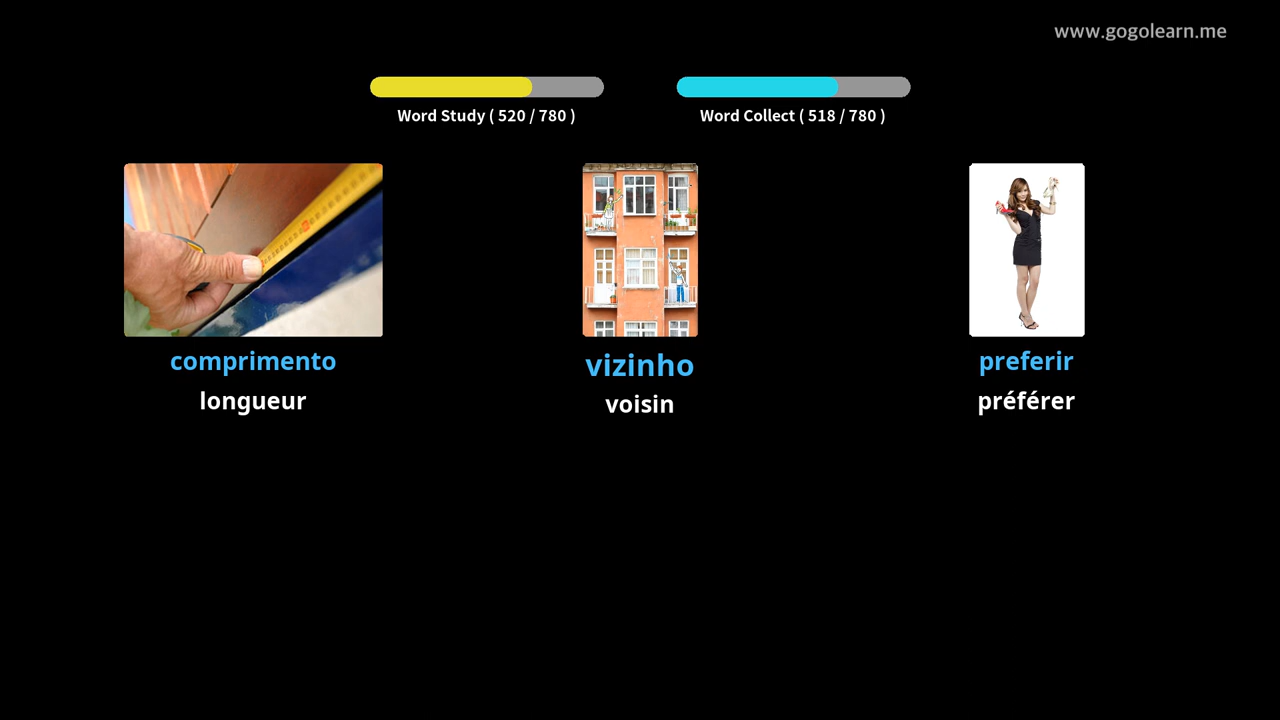 www.gogolearn.me
Word Study ( 520 / 780 )
Word Collect ( 518 / 780 )
comprimento
longueur
vizinho
voisin
preferir
préférer